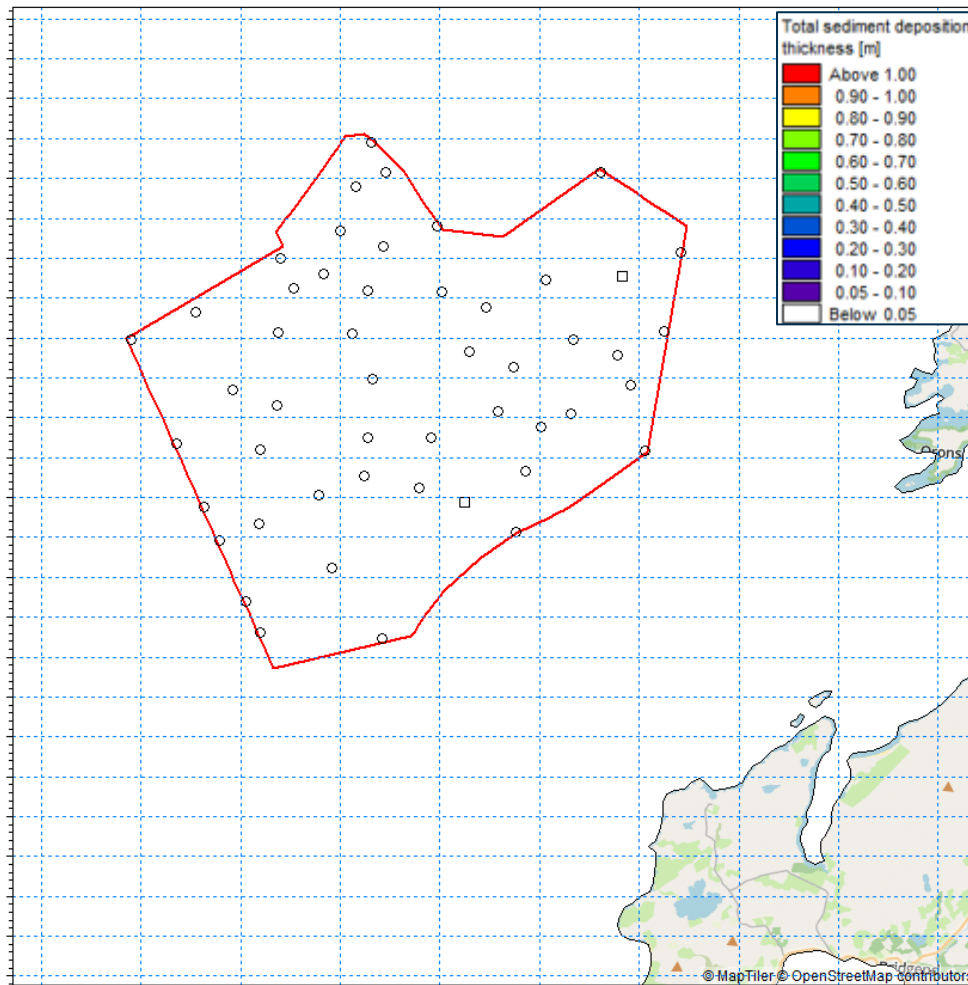 Total sediment deposition
thickness [m]
Above 1.00
0.90 - 1.00
0.80 - 0.90
0.70 - 0.80
0.60 - 0.70
0.50 - 0.60
0.40 - 0.50
0.30 - 0.40
0.20 - 0.30
0.10 - 0.20
0.05 - 0.10
Below 0.05
Orons
Bridgen
© MapTiler © OpenStreetMap contributors